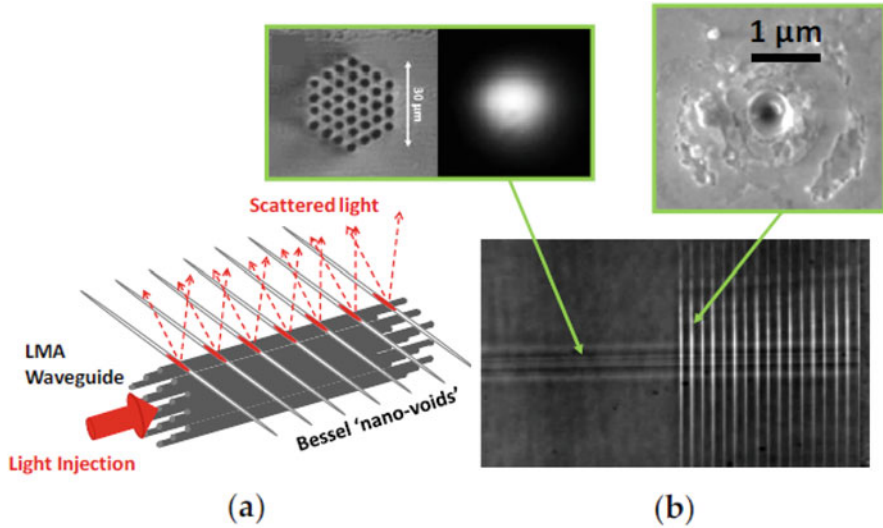 30 µm
1 µm
Scattered light
LMA
Waveguide
Bessel 'nano-voids'
Light Injection
(a)
(b)